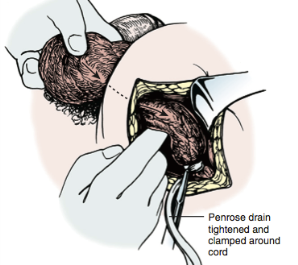 Penrose drain
tightened and
clamped around
cord